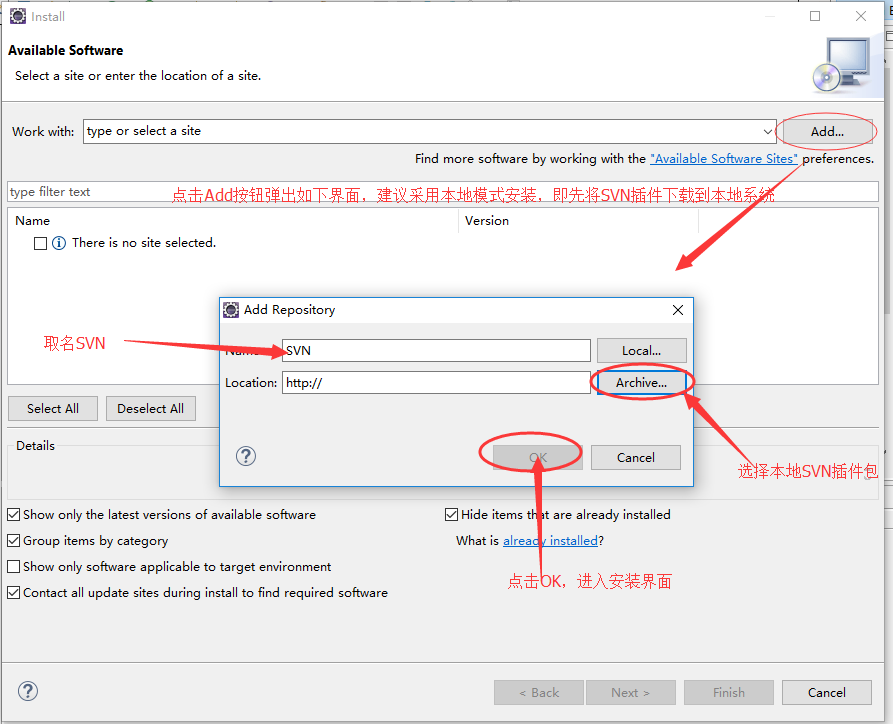 Install
Available Software
Select a site or enter the location of a site.
Work with: type or select a site Add...
Find more software by working with the "Available Software Sites" preferences.
type filter text
点击Add按钮弹出如下界面，建议采用本地模式安装，即先将SVN插件下载到本地系统
Name Version
There is no site selected.
Add Repository
取名SVN
Name: SVN Local...
Location: http:// Archive...
Select All Deselect All
Details
OK Cancel
选择本地SVN插件包
Show only the latest versions of available software Hide items that are already installed
Group items by category What is already installed?
Show only software applicable to target environment
点击OK，进入安装界面
Contact all update sites during install to find required software
< Back Next > Finish Cancel